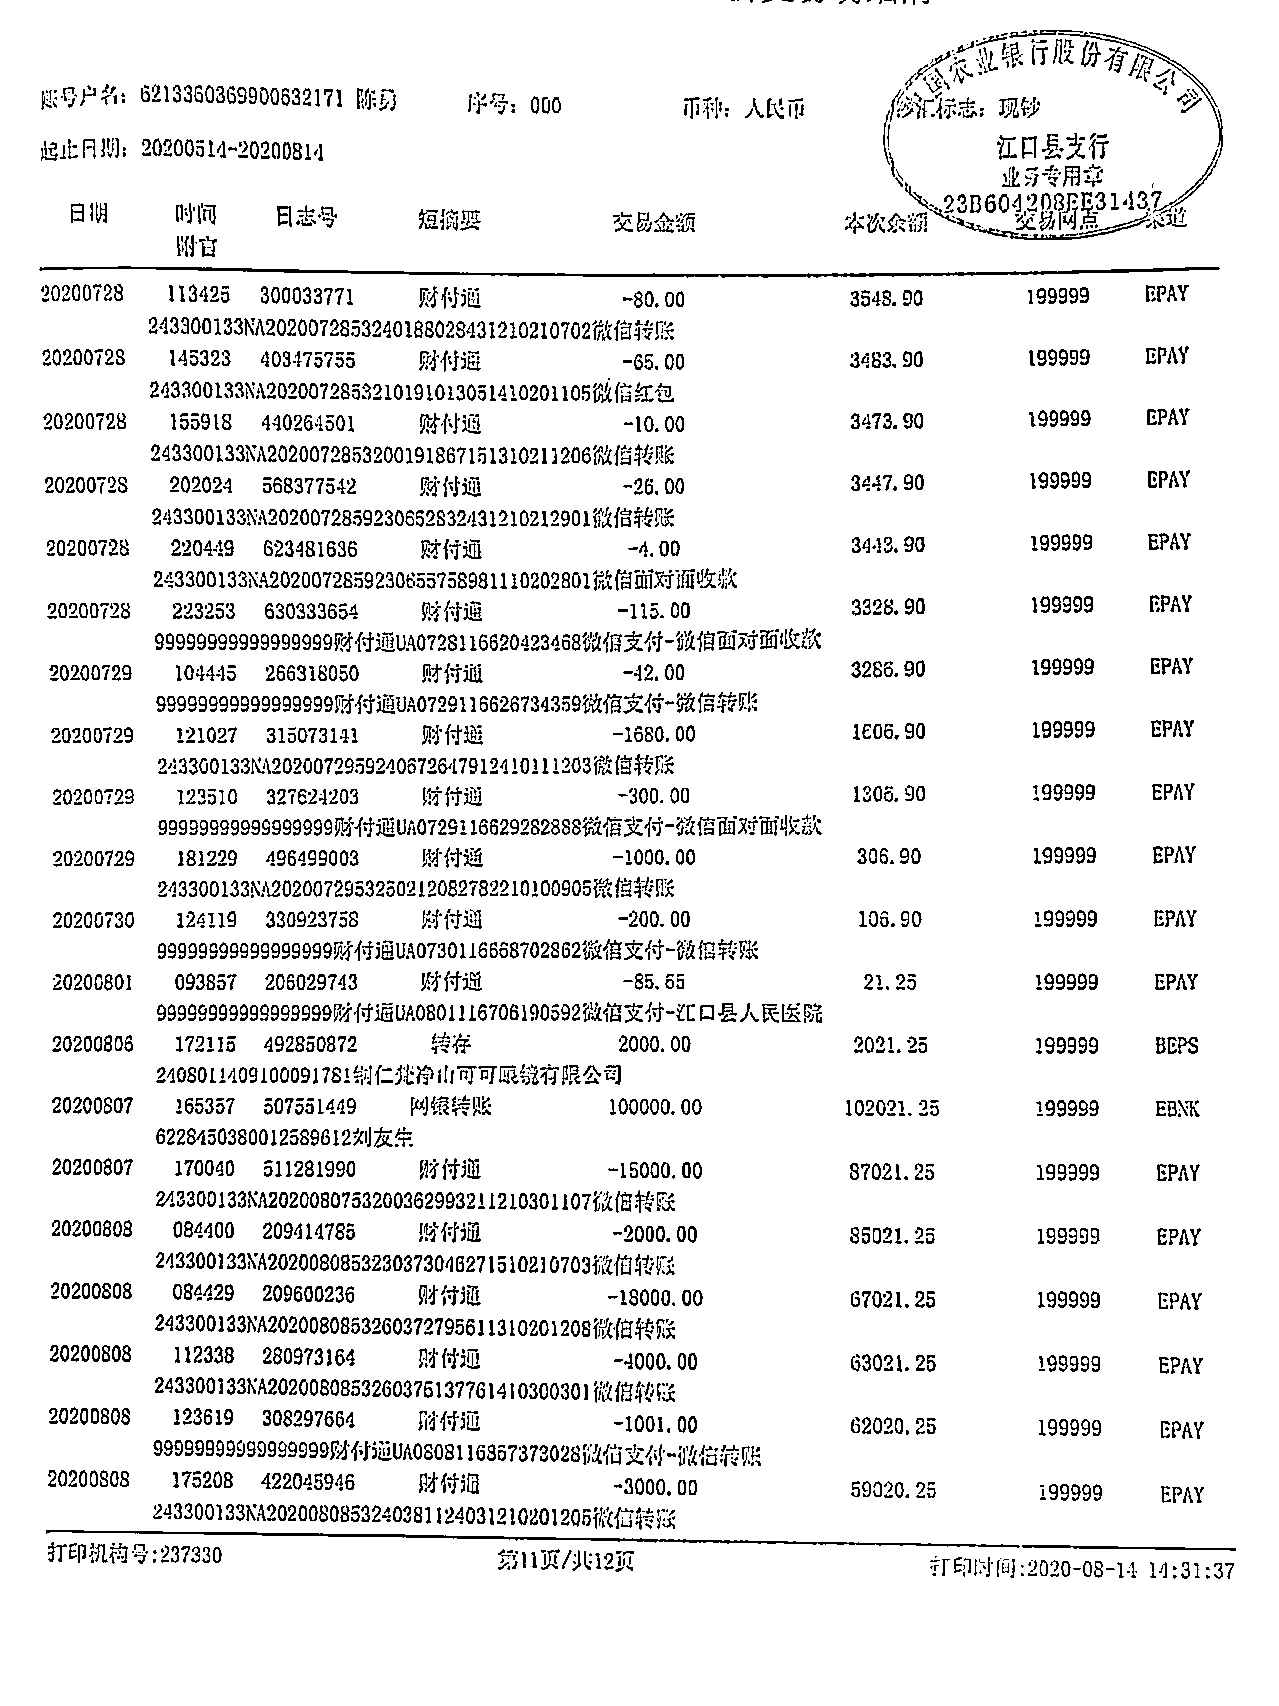 账号户名：6213360369900632171 陈勇 序号：000 币种：人民币 钞汇标志：现钞
中国农业银行股份有限公司
江口县支行
业务专用章
23B604208EE31437
起止日期：20200514-20200814
日期 时间 日志号 短摘要 交易金额 本次余额 交易网点 渠道
附言
20200728 113425 300033771 财付通 -80.00 3548.90 199999 EPAY
243300133NA20200728532401880284312102107​02微信转账
20200728 145323 403475755 财付通 -65.00 3483.90 199999 EPAY
243300133NA2020072853210191013051410201105微信红包
20200728 155918 440264501 财付通 -10.00 3473.90 199999 EPAY
243300133NA2020072853200191867151310211206微信转账
20200728 202024 568377542 财付通 -26.00 3447.90 199999 EPAY
243300133NA2020072859230652832431210212901微信转账
20200728 220449 623481636 财付通 -4.00 3443.90 199999 EPAY
243300133NA2020072859230655758981110202801微信面对面收款
20200728 223253 630333654 财付通 -115.00 3328.90 199999 EPAY
99999999999999999财付通UA0728116620423468微信支付-微信面对面收款
20200729 104445 266318050 财付通 -42.00 3286.90 199999 EPAY
99999999999999999财付通UA0729116626734359微信支付-微信转账
20200729 121027 315073141 财付通 -1680.00 1606.90 199999 EPAY
243300133NA2020072959240672647912410111203微信转账
20200729 123510 327624203 财付通 -300.00 1306.90 199999 EPAY
99999999999999999财付通UA0729116629282888微信支付-微信面对面收款
20200729 181229 496499003 财付通 -1000.00 306.90 199999 EPAY
243300133NA2020072953250212082782210100905微信转账
20200730 124119 330923758 财付通 -200.00 106.90 199999 EPAY
99999999999999999财付通UA0730116668702862微信支付-微信转账
20200801 093857 206029743 财付通 -85.65 21.25 199999 EPAY
99999999999999999财付通UA0801116706190592微信支付-江口县人民医院
20200806 172115 492850872 转存 2000.00 2021.25 199999 BEPS
2408011409100091781铜仁梵净山可可眼镜有限公司
20200807 165357 507551449 网银转账 100000.00 102021.25 199999 EBNK
6228450380012589612刘友生
20200807 170040 511281990 财付通 -15000.00 87021.25 199999 EPAY
243300133NA2020080753200362993211210301107微信转账
20200808 084400 209414785 财付通 -2000.00 85021.25 199999 EPAY
243300133NA2020080853230373046271510210703微信转账
20200808 084429 209600236 财付通 -18000.00 67021.25 199999 EPAY
243300133NA2020080853260372795611310201208微信转账
20200808 112338 280973164 财付通 -4000.00 63021.25 199999 EPAY
243300133NA2020080853260375137761410300301微信转账
20200808 123619 308297664 财付通 -1001.00 62020.25 199999 EPAY
99999999999999999财付通UA0808116857373028微信支付-微信转账
20200808 175208 422045946 财付通 -3000.00 59020.25 199999 EPAY
243300133NA2020080853240381124031210201205微信转账
打印机构号:237330 第11页/共12页 打印时间:2020-08-14 14:31:37